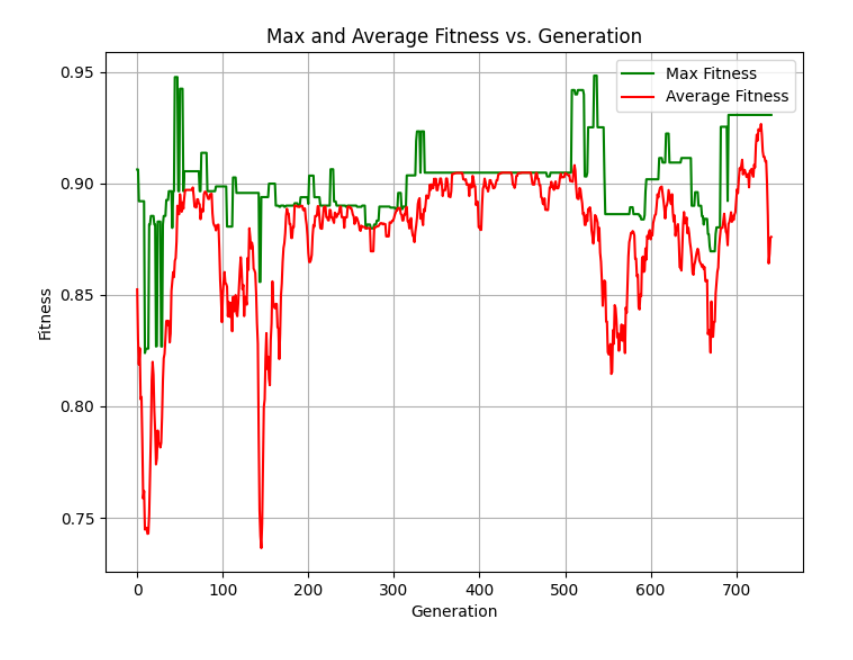 Max and Average Fitness vs. Generation
0.95
0.90
0.85
0.80
0.75
Fitness
Max Fitness
Average Fitness
0 100 200 300 400 500 600 700
Generation